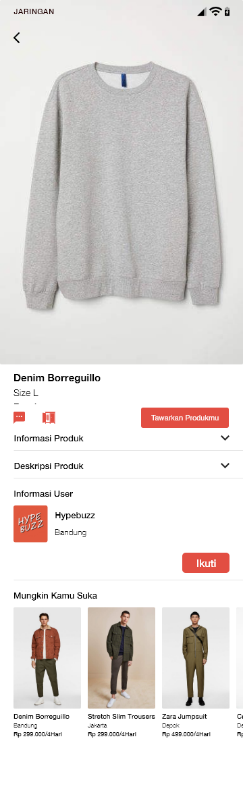 JARINGAN
Denim Borreguillo
Size L
Tawarkan Produkmu
Informasi Produk
Deskripsi Produk
Informasi User
HYPE
BUZZ
Hypebuzz
Bandung
Ikuti
Mungkin Kamu Suka
Denim Borreguillo
Bandung
Rp 299.000/4Hari
Stretch Slim Trousers
Jakarta
Rp 299.000/4Hari
Zara Jumpsuit
Depok
Rp 499.000/4Hari